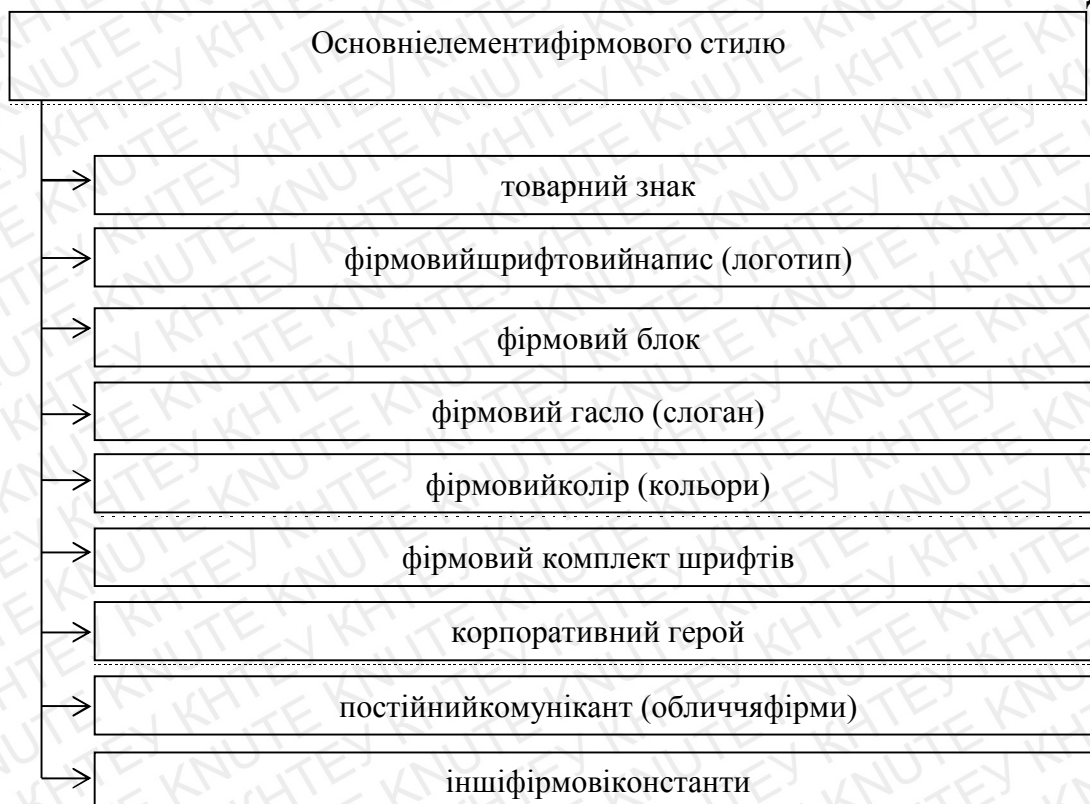 Основніелементифірмового стилю
товарний знак
фірмовийшрифтовийнапис (логотип)
фірмовий блок
фірмовий гасло (слоган)
фірмовийколір (кольори)
фірмовий комплект шрифтів
корпоративний герой
постійнийкомунікант (обличчяфірми)
іншіфірмовіконстанти